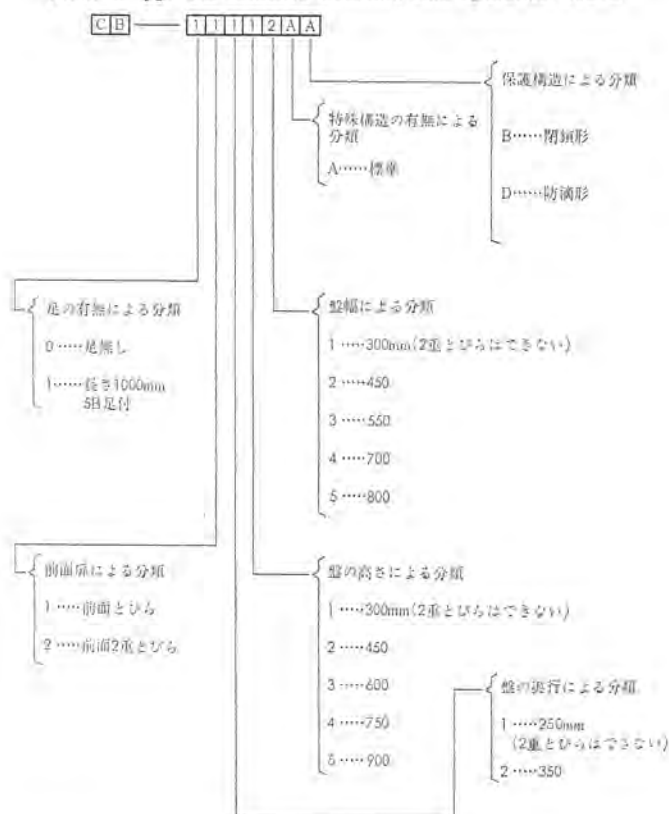 CB—11112AA
保護構造による分類
B……閉鎖形
D……防滴形
特殊構造の有無による
分類
A……標準
足の有無による分類
0……足無し
1……長さ1000mm
5B足付
盤幅による分類
1……300mm(2重とびらはできない)
2……450
3……550
4……700
5……800
前面扉による分類
1……前面とびら
2……前面2重とびら
盤の高さによる分類
1……300mm(2重とびらはできない)
2……450
3……600
4……750
5……900
盤の奥行による分類
1……250mm
(2重とびらはできない)
2……350